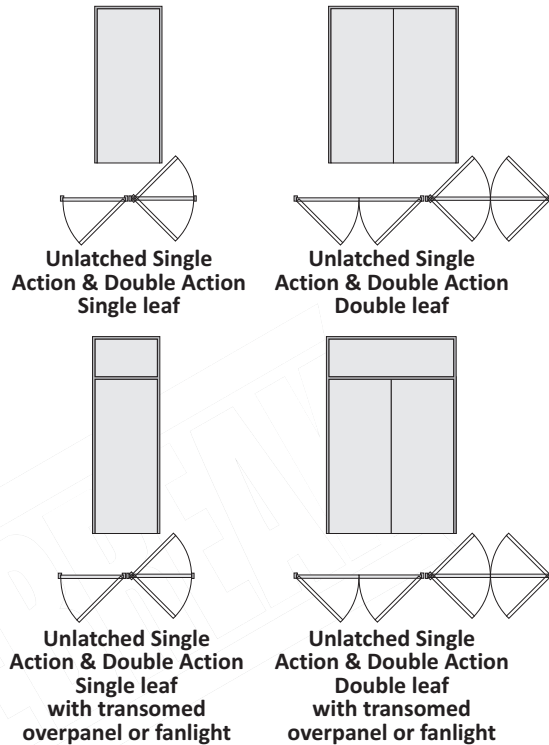 Unlatched Single
Action & Double Action
Single leaf
Unlatched Single
Action & Double Action
Double leaf
Unlatched Single
Action & Double Action
Single leaf
with transomed
overpanel or fanlight
Unlatched Single
Action & Double Action
Double leaf
with transomed
overpanel or fanlight